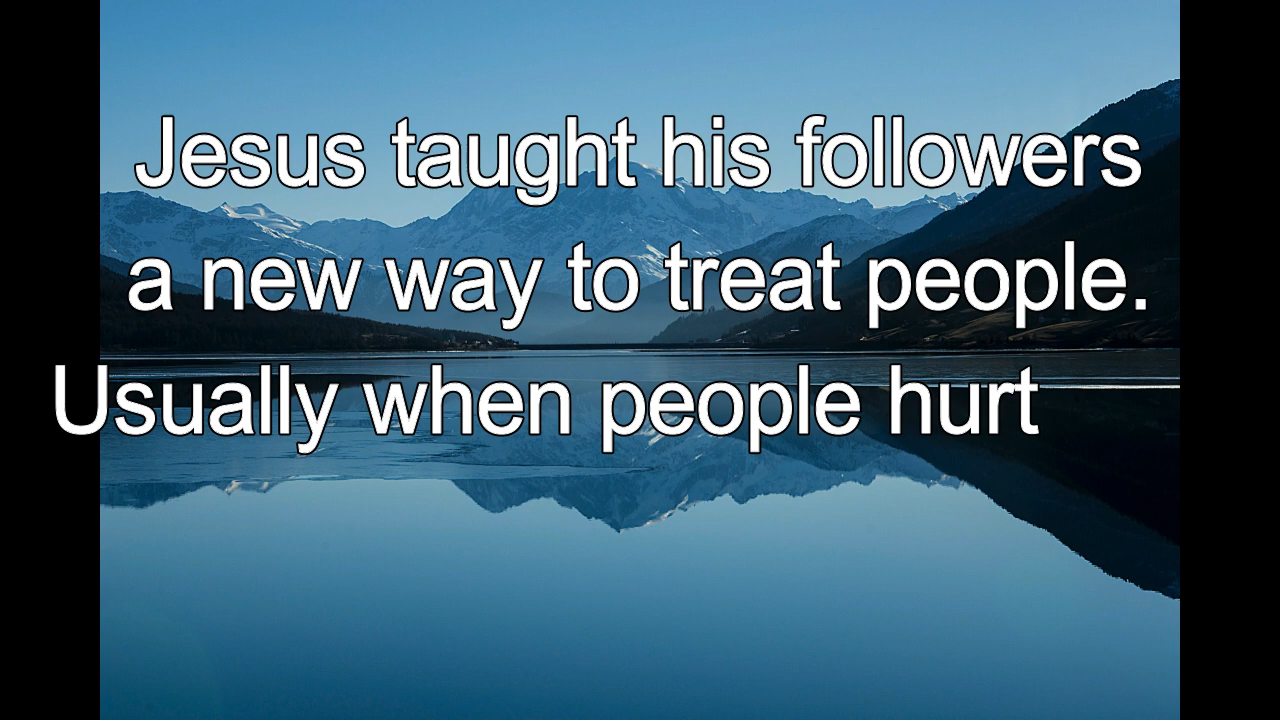 Jesus taught his followers
a new way to treat people.
Usually when people hurt